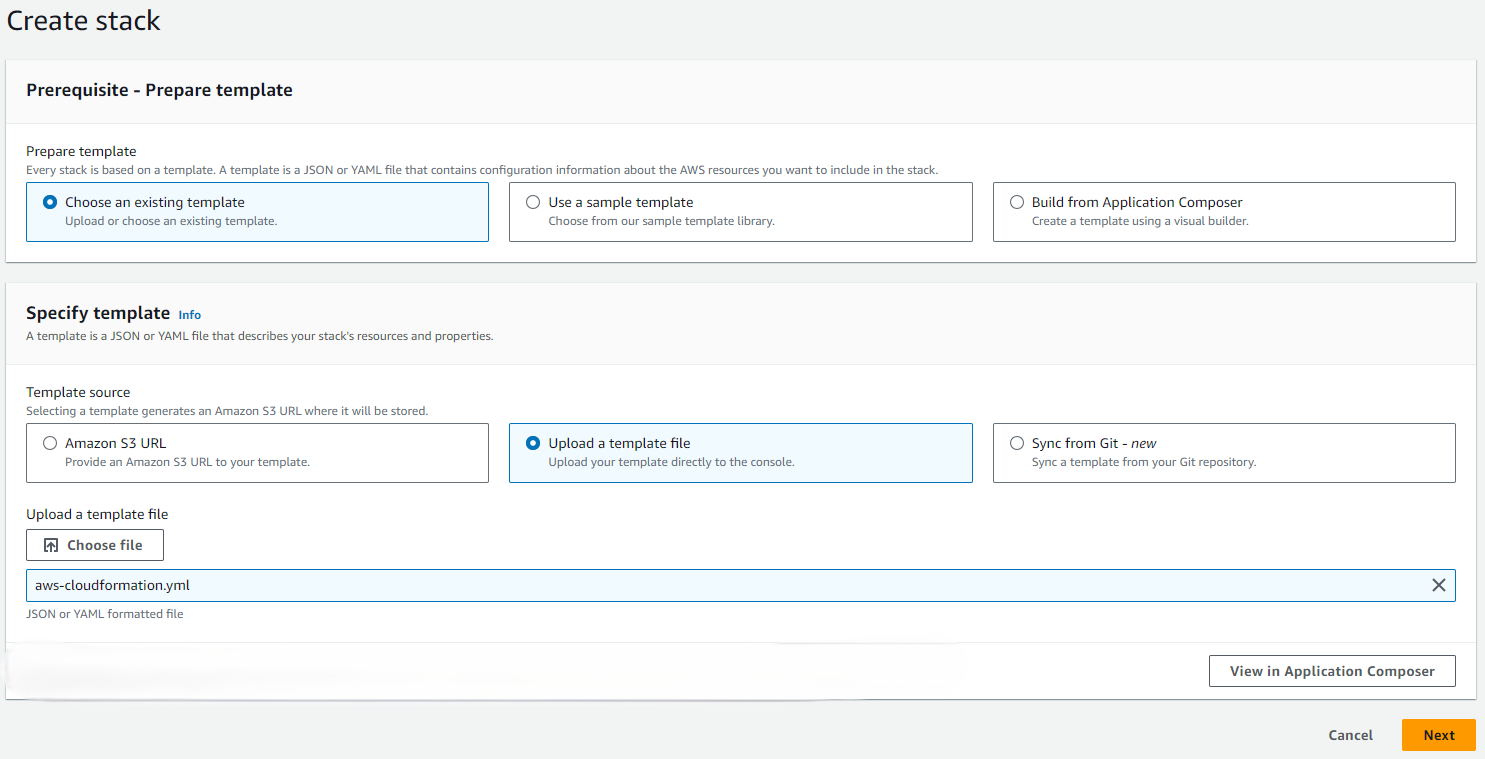 Create stack
Prerequisite - Prepare template
Prepare template
Every stack is based on a template. A template is a JSON or YAML file that contains configuration information about the AWS resources you want to include in the stack.
Choose an existing template
Upload or choose an existing template.
Use a sample template
Choose from our sample template library.
Build from Application Composer
Create a template using a visual builder.
Specify template Info
A template is a JSON or YAML file that describes your stack's resources and properties.
Template source
Selecting a template generates an Amazon S3 URL where it will be stored.
Amazon S3 URL
Provide an Amazon S3 URL to your template.
Upload a template file
Upload your template directly to the console.
Sync from Git - new
Sync a template from your Git repository.
Upload a template file
Choose file
aws-cloudformation.yml
JSON or YAML formatted file
View in Application Composer
Cancel
Next